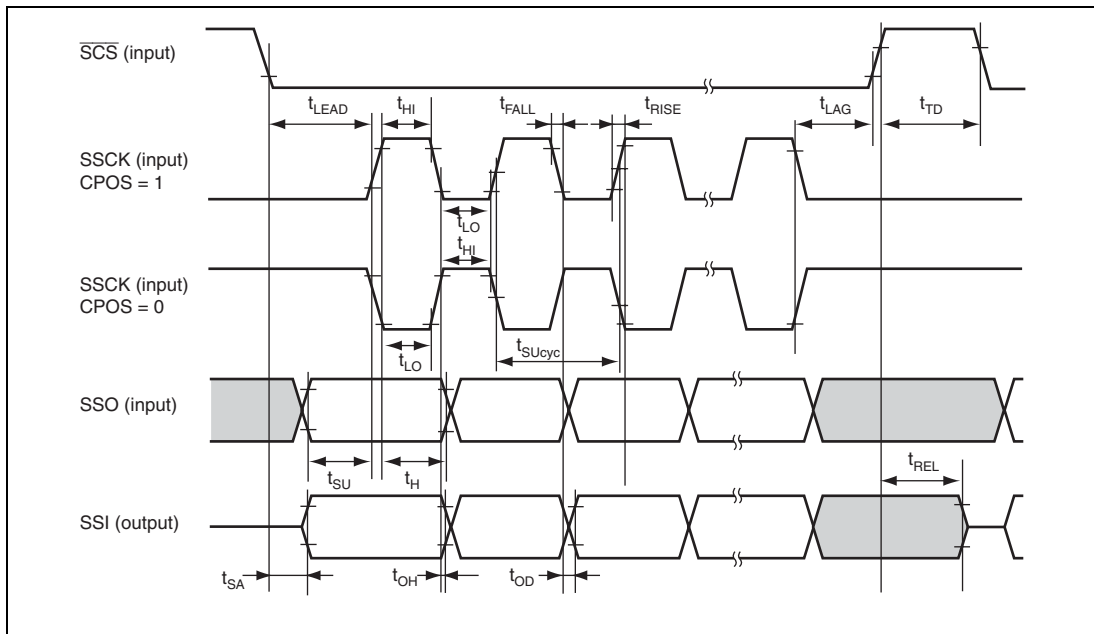 SCS (input)
tLEAD tHI tFALL tRISE tLAG tTD
SSCK (input)
CPOS = 1
tLO
tHI
SSCK (input)
CPOS = 0
tLO tSUcyc
SSO (input)
tSU tH tREL
SSI (output)
tSA tOH tOD